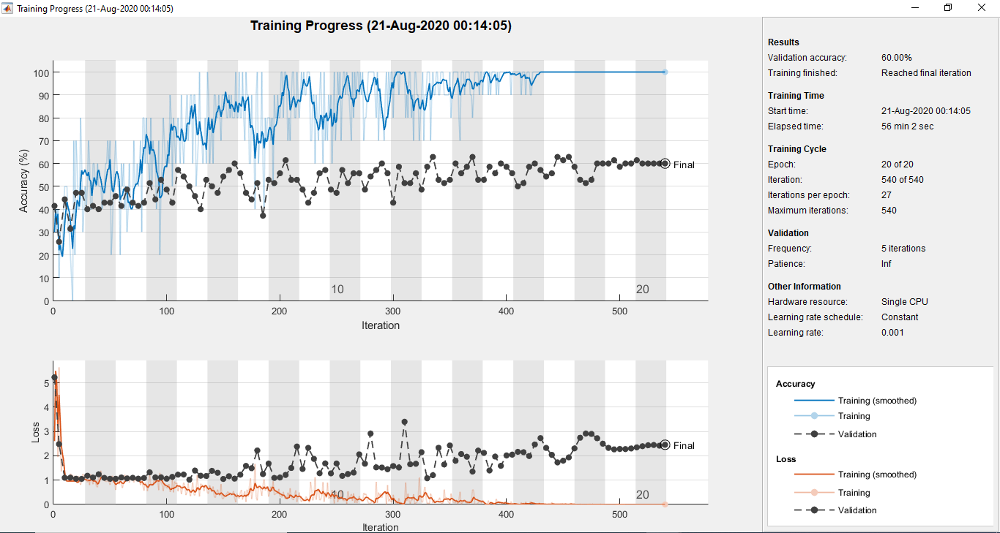 Training Progress (21-Aug-2020 00:14:05)
Training Progress (21-Aug-2020 00:14:05)
100
90
80
70
60
50
40
30
20
10
0
Accuracy (%)
Final
10
20
0 100 200 300 400 500
Iteration
5
4
3
2
1
0
Loss
Final
10
20
0 100 200 300 400 500
Iteration
Results
Validation accuracy: 60.00%
Training finished: Reached final iteration
Training Time
Start time: 21-Aug-2020 00:14:05
Elapsed time: 56 min 2 sec
Training Cycle
Epoch: 20 of 20
Iteration: 540 of 540
Iterations per epoch: 27
Maximum iterations: 540
Validation
Frequency: 5 iterations
Patience: Inf
Other Information
Hardware resource: Single CPU
Learning rate schedule: Constant
Learning rate: 0.001
Accuracy
Training (smoothed)
Training
Validation
Loss
Training (smoothed)
Training
Validation